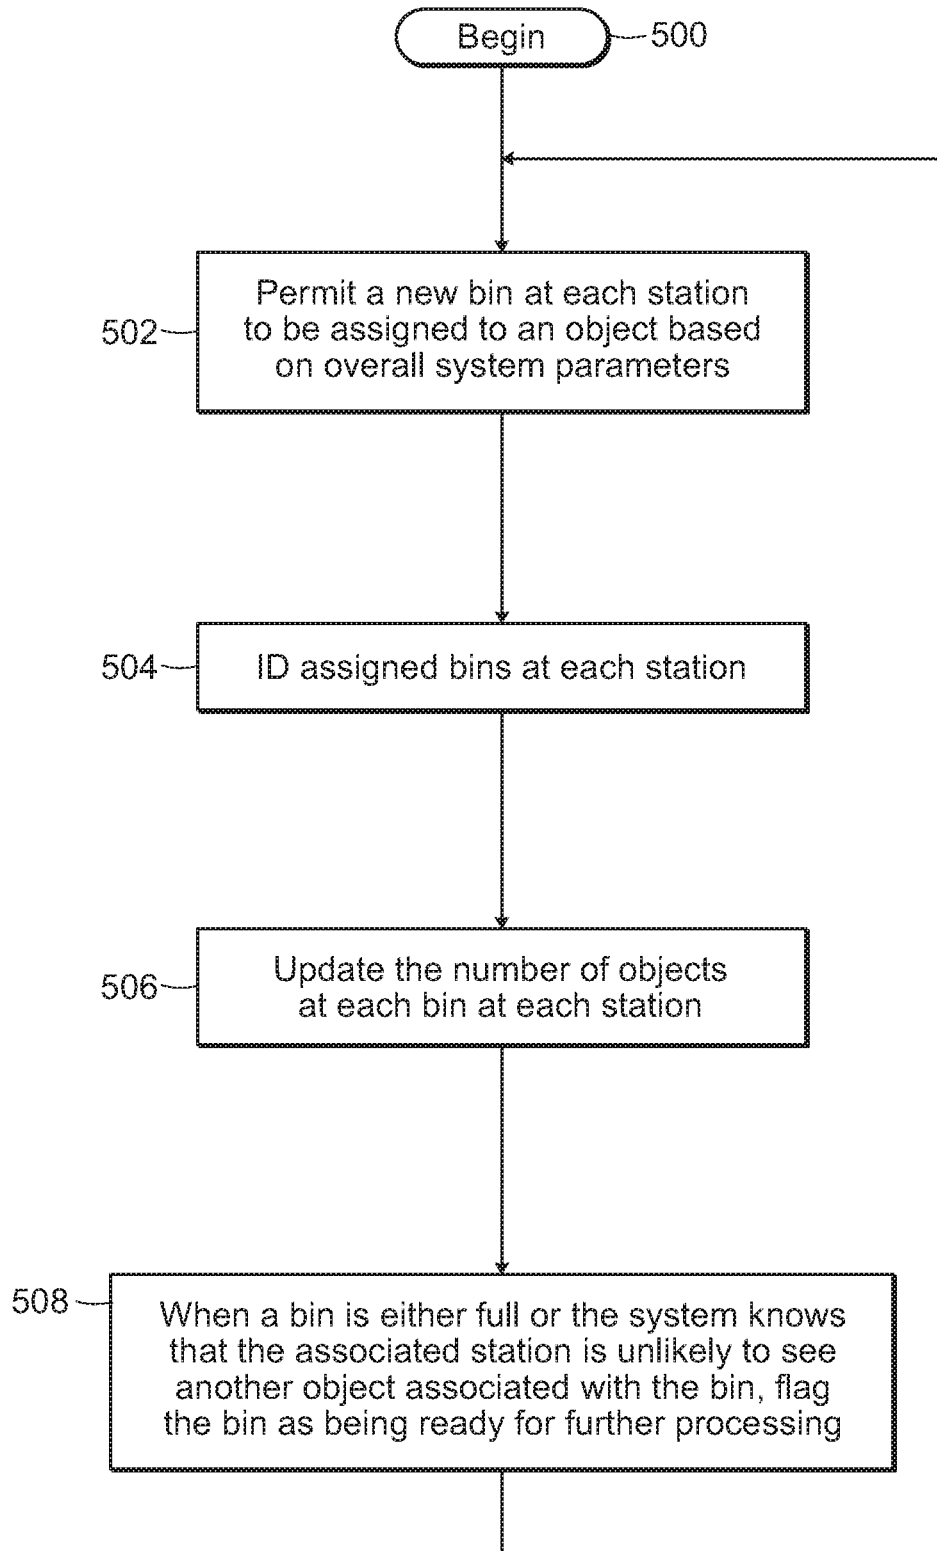 Begin
500
502
Permit a new bin at each station
to be assigned to an object based
on overall system parameters
504
ID assigned bins at each station
506
Update the number of objects
at each bin at each station
508
When a bin is either full or the system knows
that the associated station is unlikely to see
another object associated with the bin, flag
the bin as being ready for further processing